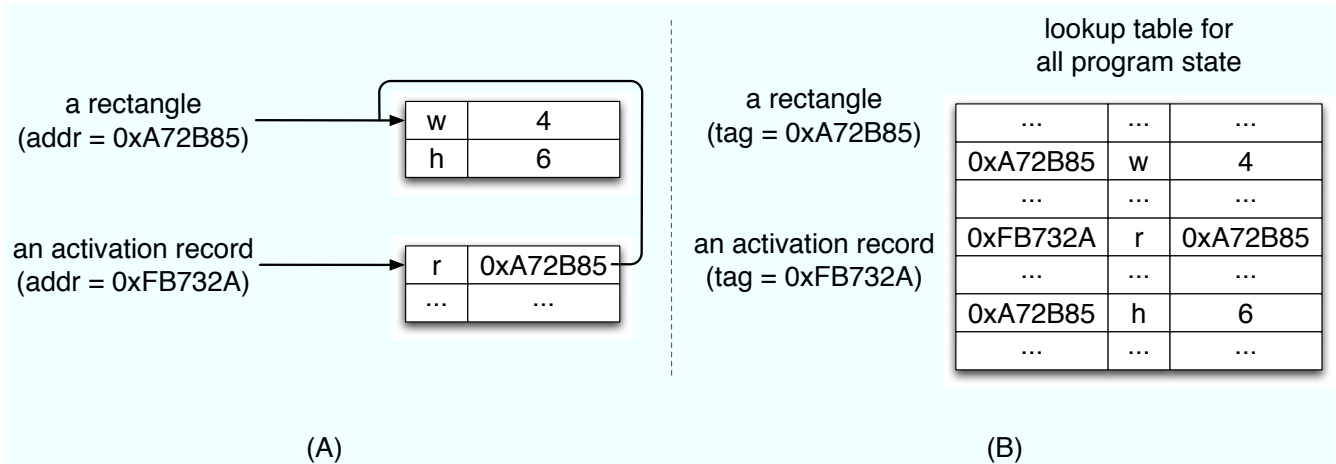 a rectangle
(addr = 0xA72B85)
w 4
h 6
an activation record
(addr = 0xFB732A)
r 0xA72B85
... ...
(A)
lookup table for
all program state
a rectangle
(tag = 0xA72B85)
an activation record
(tag = 0xFB732A)
... ... ...
0xA72B85 w 4
... ... ...
0xFB732A r 0xA72B85
... ... ...
0xA72B85 h 6
... ... ...
(B)